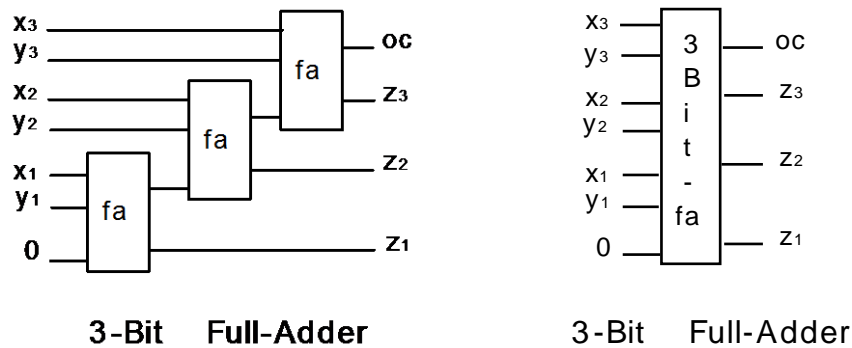 x3
y3
x2
y2
x1
y1
0
fa
fa
fa
oc
z3
z2
z1
3-Bit Full-Adder
x3
y3
x2
y2
x1
y1
0
3
B
i
t
-
fa
oc
z3
z2
z1
3-Bit Full-Adder